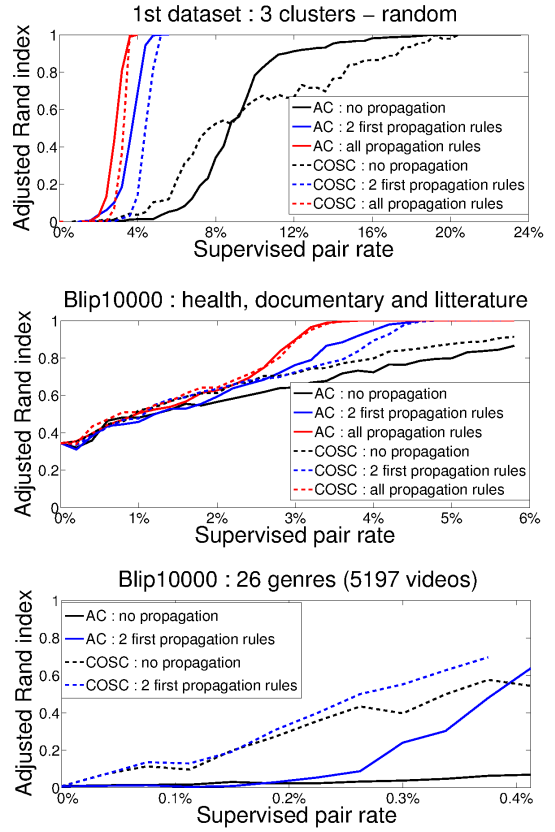 1st dataset : 3 clusters – random
Adjusted Rand index
1
0.8
0.6
0.4
0.2
0
AC : no propagation
AC : 2 first propagation rules
AC : all propagation rules
COSC : no propagation
COSC : 2 first propagation rules
COSC : all propagation rules
0% 4% 8% 12% 16% 20% 24%
Supervised pair rate
Blip10000 : health, documentary and litterature
Adjusted Rand index
1
0.8
0.6
0.4
0.2
0
AC : no propagation
AC : 2 first propagation rules
AC : all propagation rules
COSC : no propagation
COSC : 2 first propagation rules
COSC : all propagation rules
0% 1% 2% 3% 4% 5% 6%
Supervised pair rate
Blip10000 : 26 genres (5197 videos)
Adjusted Rand index
1
0.8
0.6
0.4
0.2
0
AC : no propagation
AC : 2 first propagation rules
COSC : no propagation
COSC : 2 first propagation rules
0% 0.1% 0.2% 0.3% 0.4%
Supervised pair rate